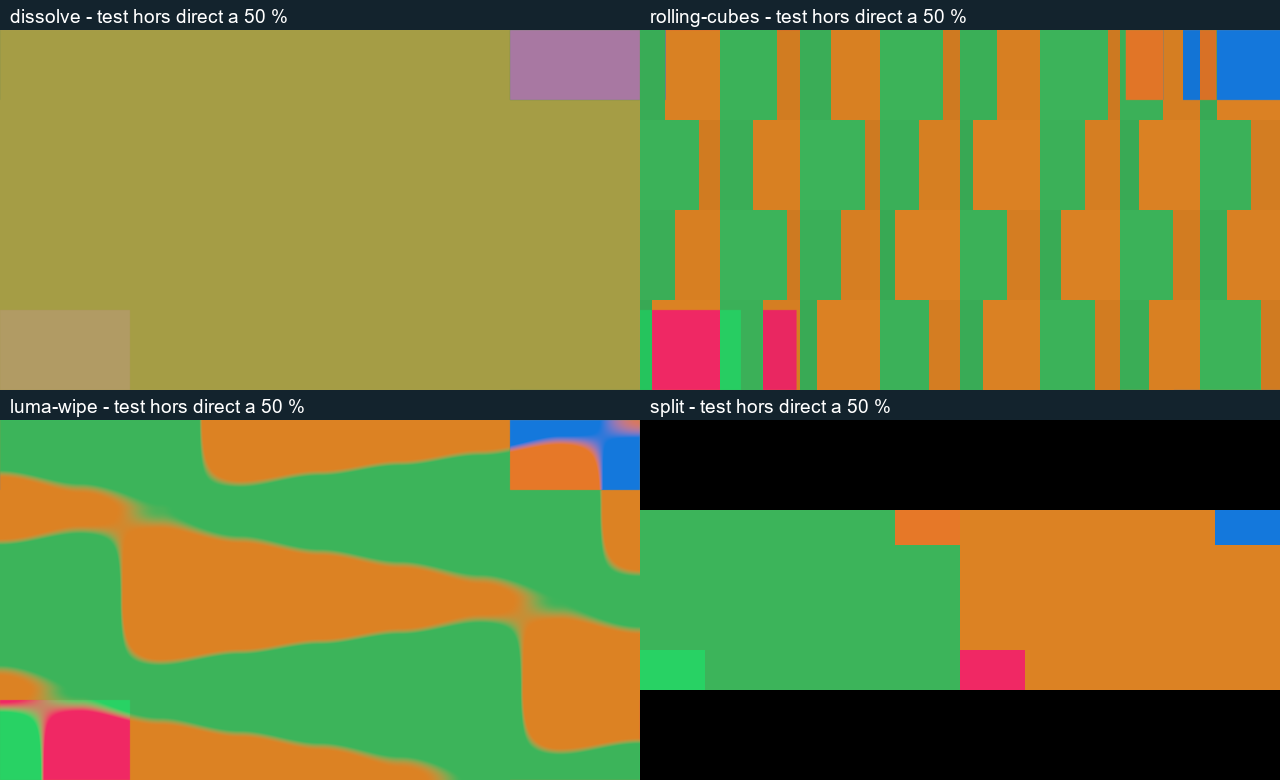 dissolve - test hors direct a 50 %
rolling-cubes - test hors direct a 50 %
luma-wipe - test hors direct a 50 %
split - test hors direct a 50 %